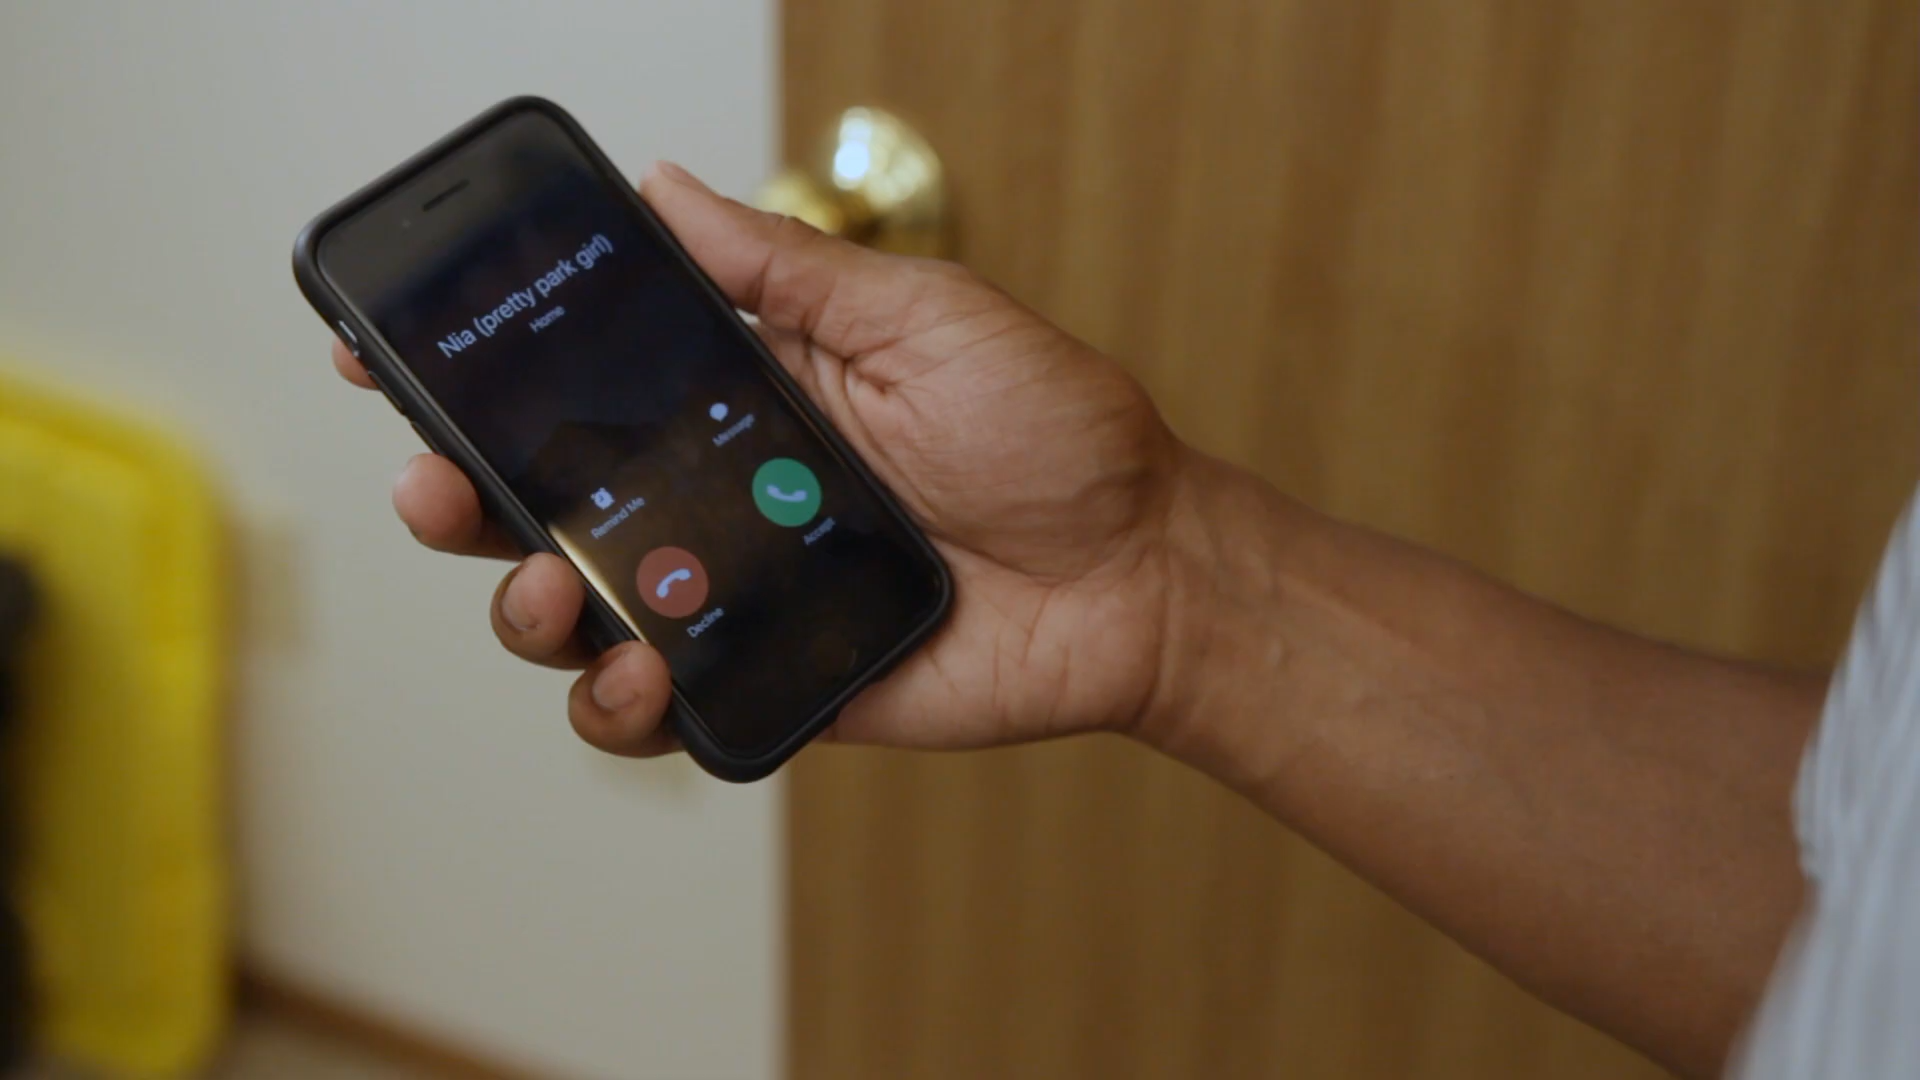 Nia (pretty park girl)
Home
Remind Me
Message
Decline
Accept